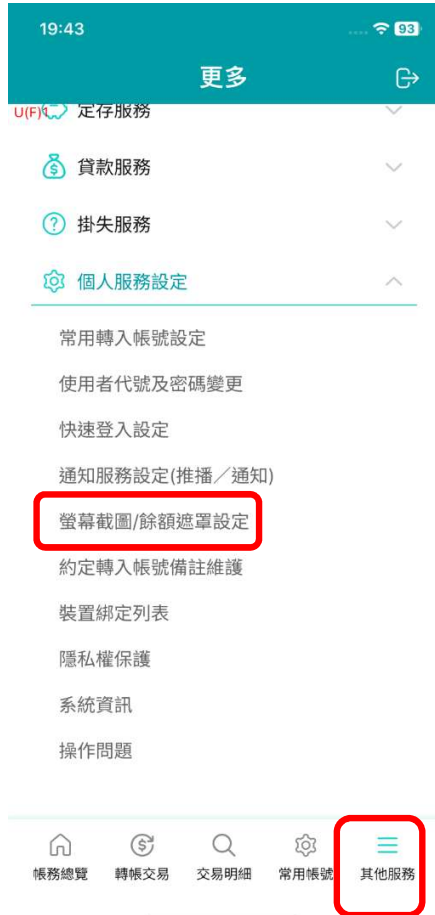 19:43
93
更多
U(F)1
定存服務
貸款服務
掛失服務
個人服務設定
常用轉入帳號設定
使用者代號及密碼變更
快速登入設定
通知服務設定(推播／通知)
螢幕截圖/餘額遮罩設定
約定轉入帳號備註維護
裝置綁定列表
隱私權保護
系統資訊
操作問題
帳務總覽 轉帳交易 交易明細 常用帳號 其他服務